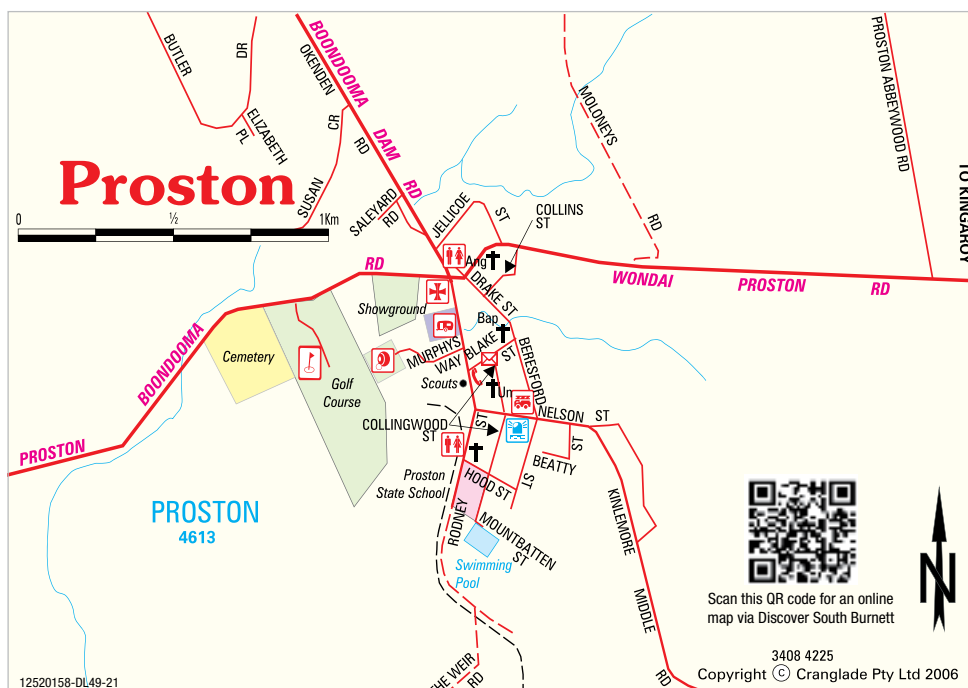 Proston
0 ½ 1Km
BUTLER
DR
ELIZABETH
PL
SUSAN
CR
OKENDEN
RD
BOONDOOMA
DAM
RD
SALEYARD
RD
JELLICOE
ST
COLLINS
ST
MOLONEYS
RD
PROSTON ABBEYWOOD RD
TO KINGAROY
WONDAI
PROSTON
RD
RD
BOONDOOMA
PROSTON
Ang
DRAKE ST
Showground
Bap
Cemetery
Golf
Course
MURPHYS
WAY
BLAKE
ST
BERESFORD
ST
Scouts
Un
NELSON ST
COLLINGWOOD
ST
ST
BEATTY
ST
Proston
State School
HOOD ST
RODNEY
MOUNTBATTEN
ST
Swimming
Pool
KINLEMORE
MIDDLE
RD
THE WEIR
RD
PROSTON
4613
N
Scan this QR code for an online
map via Discover South Burnett
3408 4225
Copyright © Cranglade Pty Ltd 2006
12520158-DL49-21